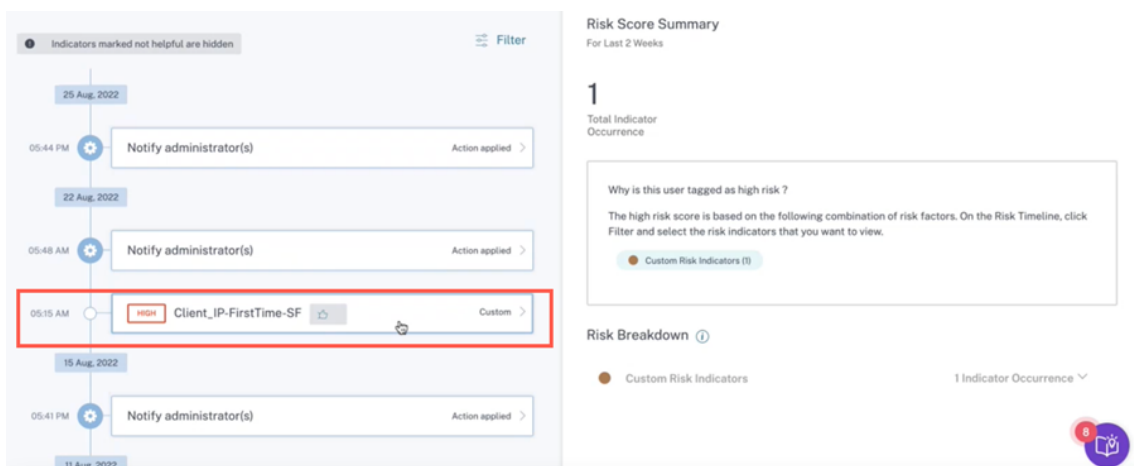 Indicators marked not helpful are hidden
Filter
25 Aug, 2022
05:44 PM
Notify administrator(s)
Action applied
22 Aug, 2022
05:48 AM
Notify administrator(s)
Action applied
05:15 AM
HIGH
Client_IP-FirstTime-SF
Custom
15 Aug, 2022
05:41 PM
Notify administrator(s)
Action applied
11 Aug, 2022
Risk Score Summary
For Last 2 Weeks
1
Total Indicator
Occurrence
Why is this user tagged as high risk ?
The high risk score is based on the following combination of risk factors. On the Risk Timeline, click
Filter and select the risk indicators that you want to view.
Custom Risk Indicators (1)
Risk Breakdown
Custom Risk Indicators
1 Indicator Occurrence
8